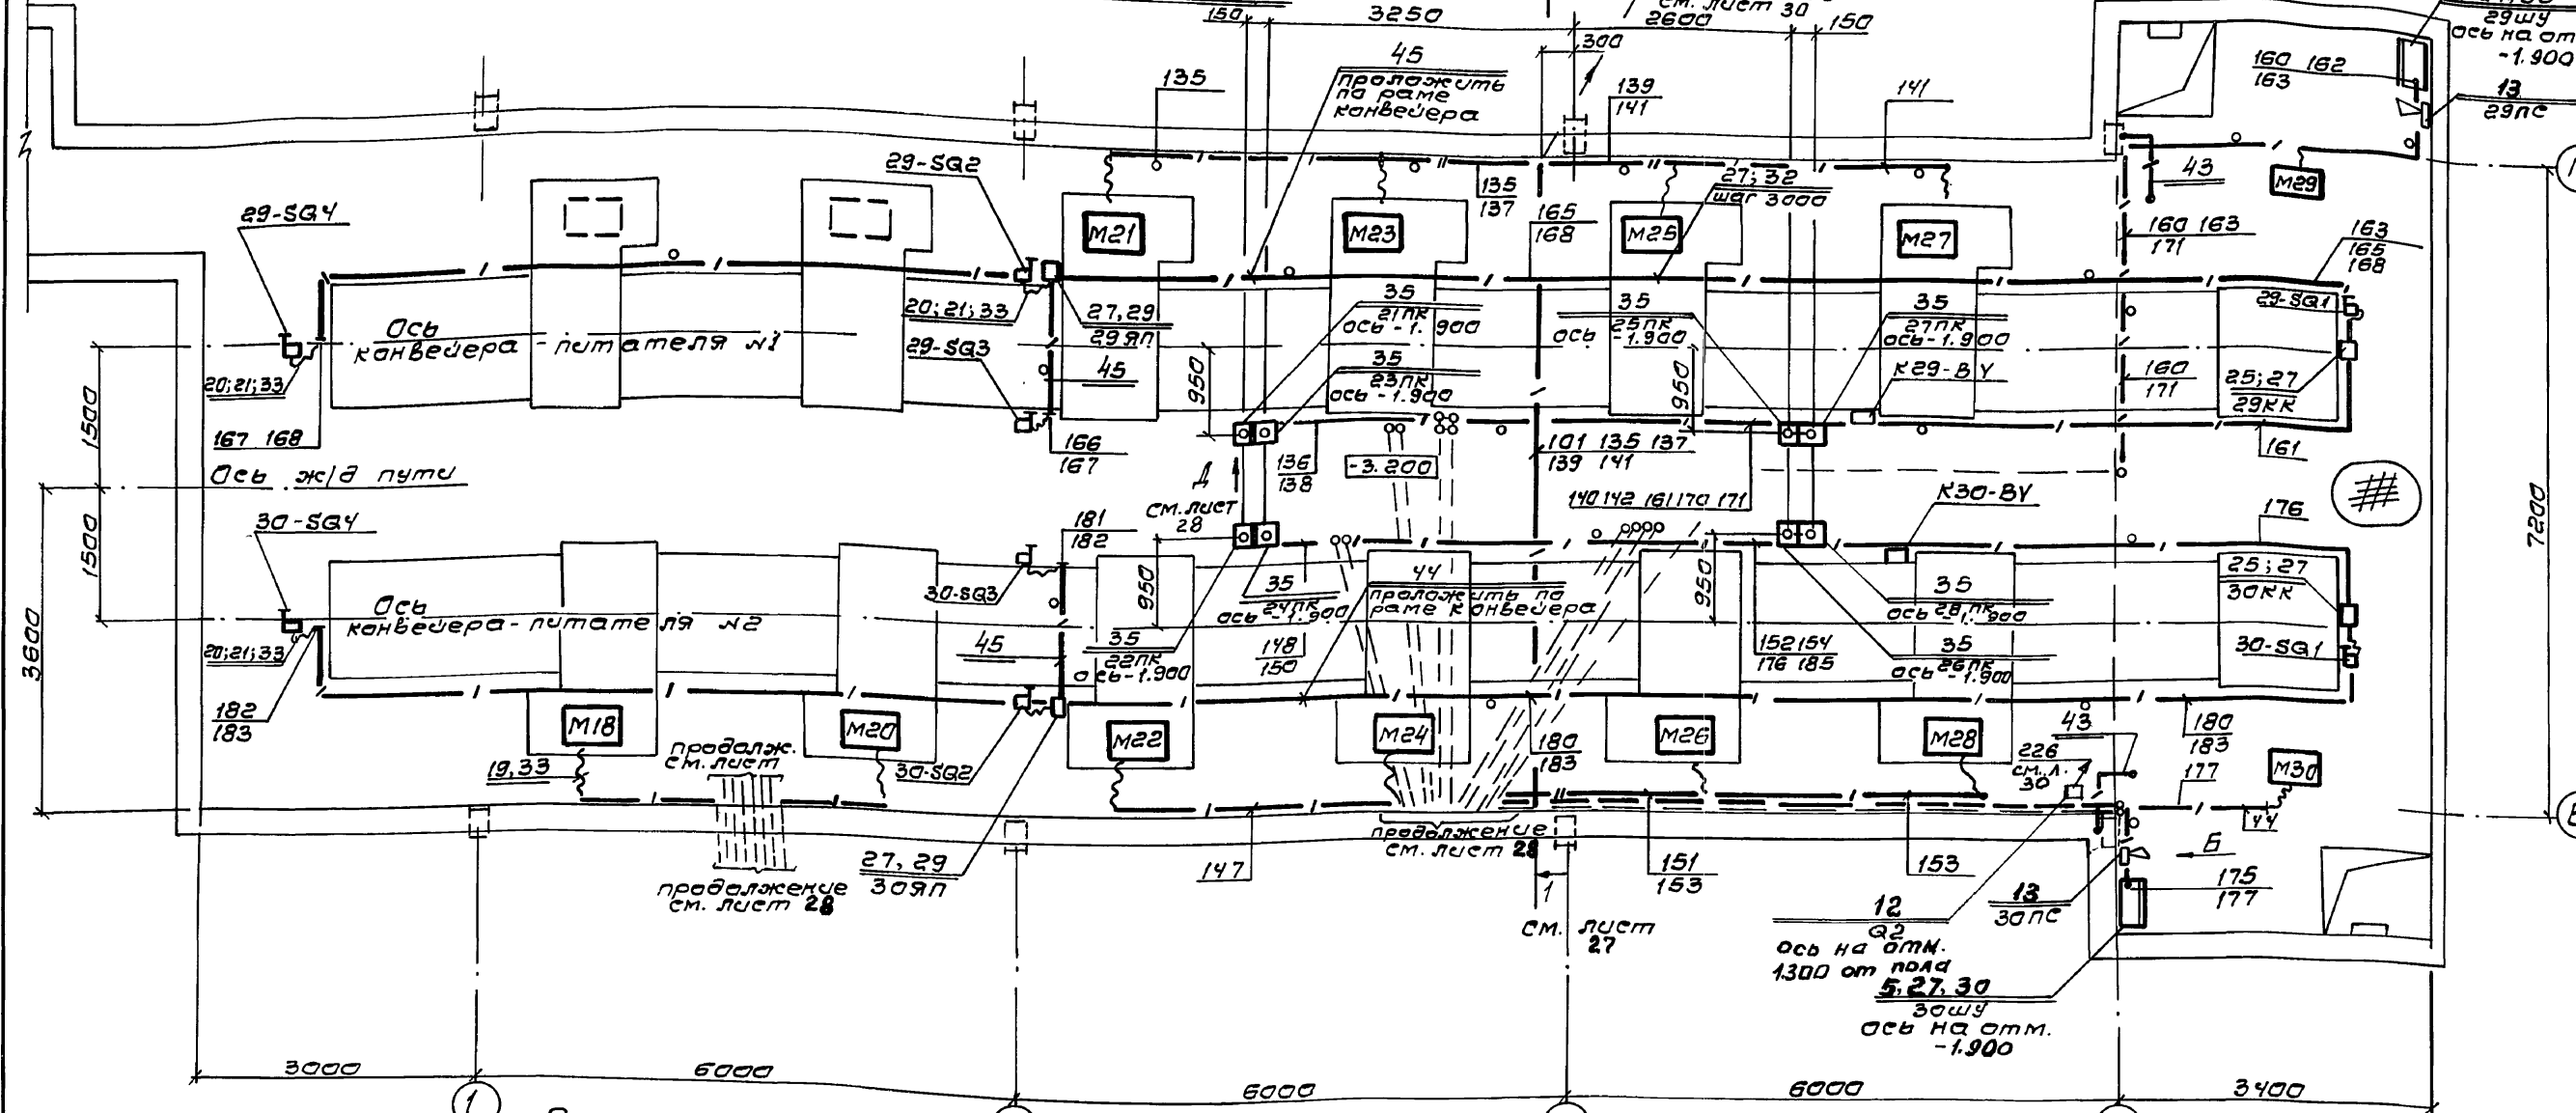 150
3250
см. лист 30
2600
150
300
29шу
ось на отм
-1.900
160 162
163
13
29пс
135
45
проложить
по раме
конвейера
139
141
141
43
М29
29-SQ2
29-SQ4
135
137
27; 32
шаг 3000
165
168
160 163
171
163
165
168
М21
М23
М25
М27
20; 21; 33
27, 29
29ЯП
35
21ПК
ось -1.900
35
25ПК
ось -1.900
35
27ПК
ось -1.900
29-SQ1
Ось
конвейера - питателя №1
29-SQ3
45
950
35
23ПК
ось -1.900
950
К29-ВУ
160
171
25; 27
29КК
20; 21; 33
1500
167 168
166
167
136
138
-3.200
101 135 137
139 141
161
Ось ж/д пути
Д
см. лист
28
140 142 161 170 171
К30-ВУ
176
7200
30-SQ4
1500
181
182
30-SQ3
950
35
24ПК
ось -1.900
44
проложить по
раме конвейера
950
35
28ПК
ось -1.900
25; 27
30КК
Ось
конвейера - питателя №2
20; 21; 33
3600
45
35
22ПК
ось -1.900
148
150
152 154
176 185
35
26ПК
ось -1.900
30-SQ1
182
183
М18
М20
М22
М24
М26
М28
180
183
43
180
183
226
см. л.
30
177
М30
19, 33
продолж.
см. лист
30-SQ2
44
продолжение
см. лист 28
27, 29
30ЯП
147
продолжение
см. лист 28
1
см. лист
27
151
153
153
Б
175
177
13
30ПС
12
Q2
ось на отм.
1300 от пола
5, 27, 30
30шу
ось на отм.
-1.900
3000
6000
6000
6000
3400
1